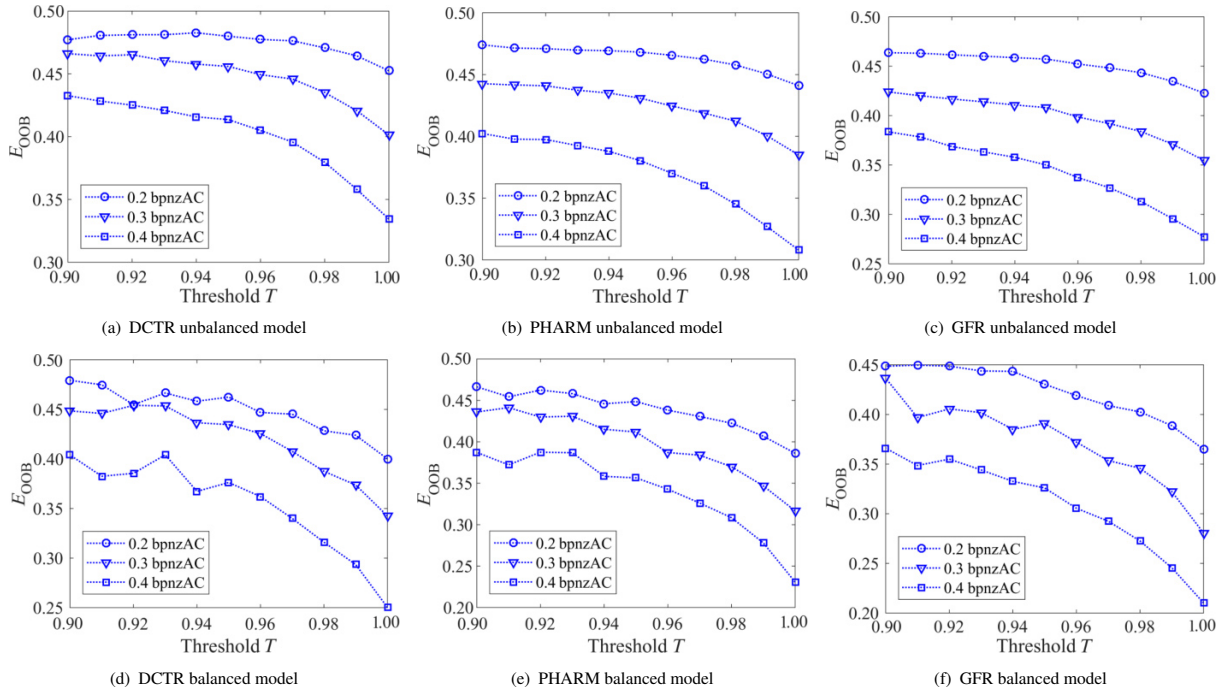 0.50
0.45
0.40
0.35
0.30
E_OOB
0.2 bpnzAC
0.3 bpnzAC
0.4 bpnzAC
0.90 0.92 0.94 0.96 0.98 1.00
Threshold T
(a) DCTR unbalanced model
0.50
0.45
0.40
0.35
0.30
E_OOB
0.2 bpnzAC
0.3 bpnzAC
0.4 bpnzAC
0.90 0.92 0.94 0.96 0.98 1.00
Threshold T
(b) PHARM unbalanced model
0.50
0.45
0.40
0.35
0.30
0.25
E_OOB
0.2 bpnzAC
0.3 bpnzAC
0.4 bpnzAC
0.90 0.92 0.94 0.96 0.98 1.00
Threshold T
(c) GFR unbalanced model
0.50
0.45
0.40
0.35
0.30
0.25
E_OOB
0.2 bpnzAC
0.3 bpnzAC
0.4 bpnzAC
0.90 0.92 0.94 0.96 0.98 1.00
Threshold T
(d) DCTR balanced model
0.50
0.45
0.40
0.35
0.30
0.25
0.20
E_OOB
0.2 bpnzAC
0.3 bpnzAC
0.4 bpnzAC
0.90 0.92 0.94 0.96 0.98 1.00
Threshold T
(e) PHARM balanced model
0.45
0.40
0.35
0.30
0.25
0.20
E_OOB
0.2 bpnzAC
0.3 bpnzAC
0.4 bpnzAC
0.90 0.92 0.94 0.96 0.98 1.00
Threshold T
(f) GFR balanced model